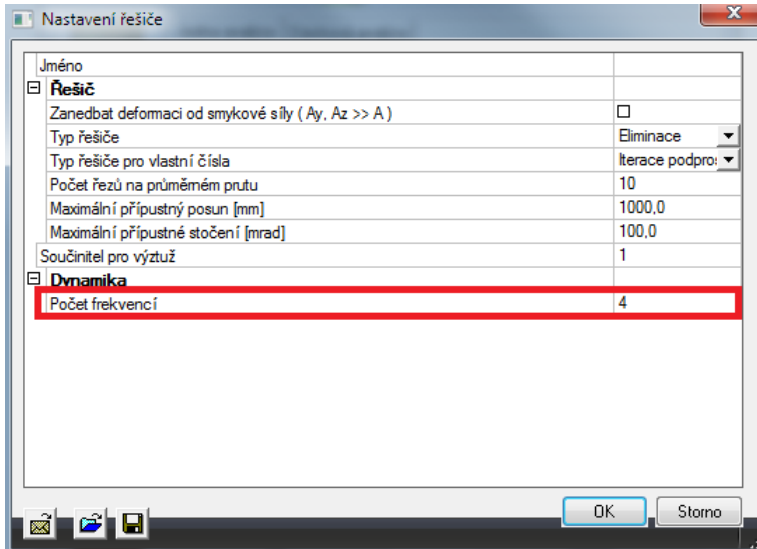 Nastavení řešiče
Jméno
Řešič
Zanedbat deformaci od smykové síly ( Ay, Az >> A )
Typ řešiče Eliminace
Typ řešiče pro vlastní čísla Iterace podpro
Počet řezů na průměrném prutu 10
Maximální přípustný posun [mm] 1000,0
Maximální přípustné stočení [mrad] 100,0
Součinitel pro výztuž 1
Dynamika
Počet frekvencí 4
OK Storno